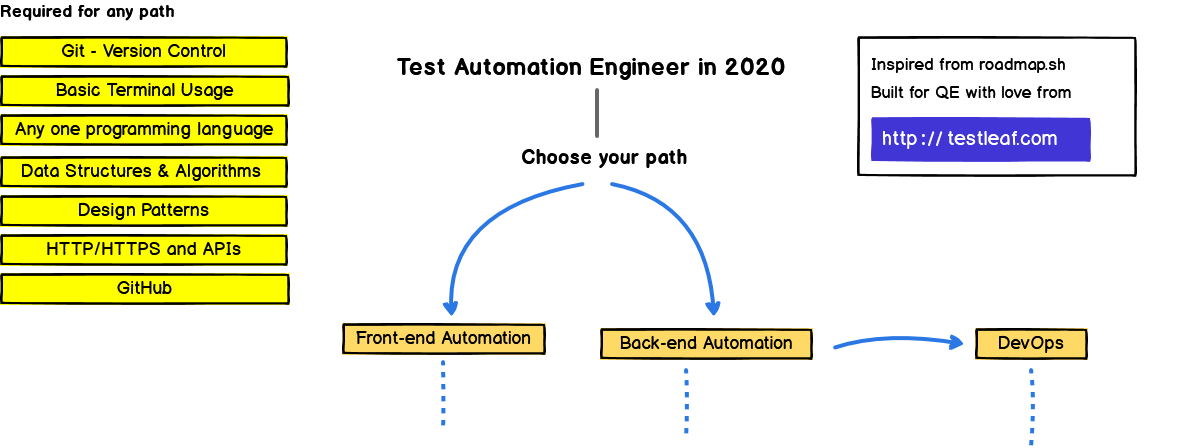 Required for any path
Git - Version Control
Basic Terminal Usage
Any one programming language
Data Structures & Algorithms
Design Patterns
HTTP/HTTPS and APIs
GitHub
Test Automation Engineer in 2020
Choose your path
Inspired from roadmap.sh
Built for QE with love from
http://testleaf.com
Front-end Automation
Back-end Automation
DevOps